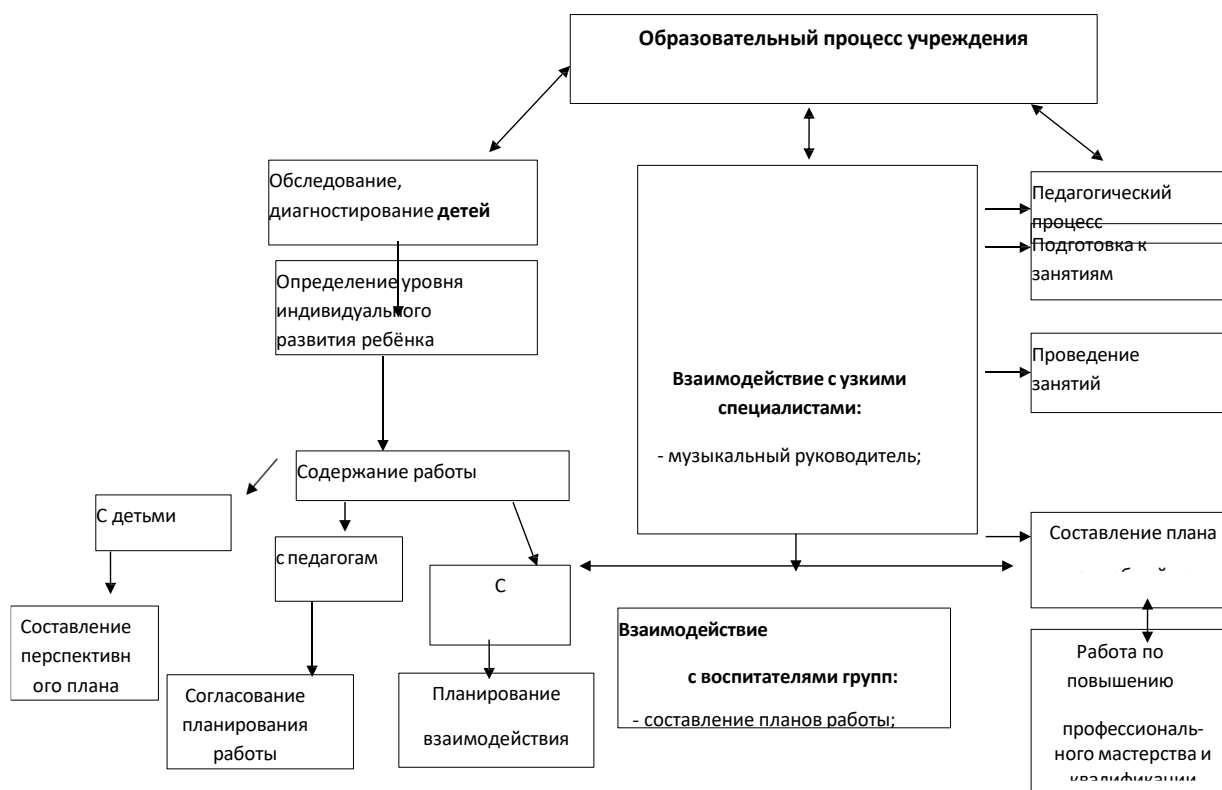 Образовательный процесс учреждения
Обследование,
диагностирование детей
Определение уровня
индивидуального
развития ребёнка
Содержание работы
С детьми
с педагогам
С
Составление
перспективн
ого плана
Согласование
планирования
работы
Планирование
взаимодействия
Взаимодействие с узкими
специалистами:
- музыкальный руководитель;
Взаимодействие
с воспитателями групп:
- составление планов работы;
Педагогический
процесс
Подготовка к
занятиям
Проведение
занятий
Составление плана
Работа по
повышению
профессиональ-
ного мастерства и
квалификации